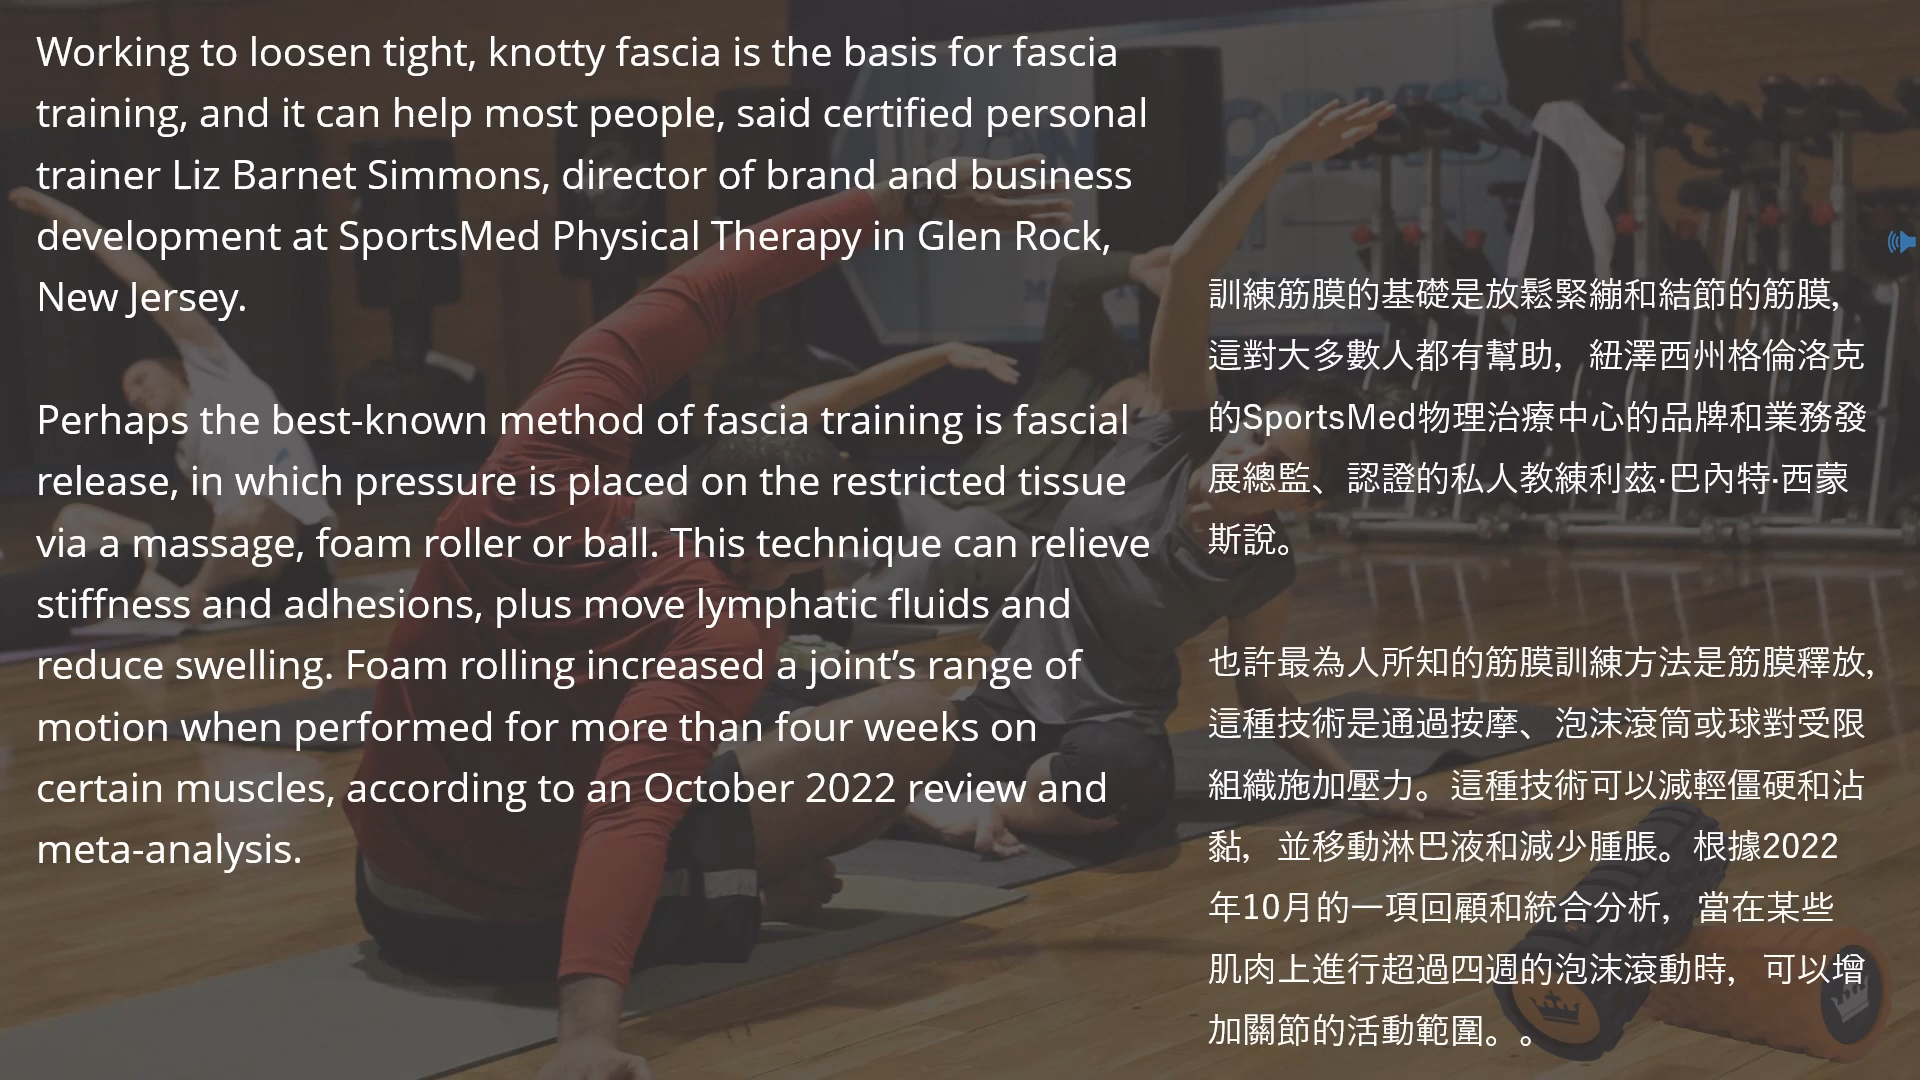 Working to loosen tight, knotty fascia is the basis for fascia
training, and it can help most people, said certified personal
trainer Liz Barnet Simmons, director of brand and business
development at SportsMed Physical Therapy in Glen Rock,
New Jersey.
Perhaps the best-known method of fascia training is fascial
release, in which pressure is placed on the restricted tissue
via a massage, foam roller or ball. This technique can relieve
stiffness and adhesions, plus move lymphatic fluids and
reduce swelling. Foam rolling increased a joint’s range of
motion when performed for more than four weeks on
certain muscles, according to an October 2022 review and
meta-analysis.
訓練筋膜的基礎是放鬆緊繃和結節的筋膜,
這對大多數人都有幫助，紐澤西州格倫洛克
的SportsMed物理治療中心的品牌和業務發
展總監、認證的私人教練利茲·巴內特·西蒙
斯說。
也許最為人所知的筋膜訓練方法是筋膜釋放,
這種技術是通過按摩、泡沫滾筒或球對受限
組織施加壓力。這種技術可以減輕僵硬和沾
黏，並移動淋巴液和減少腫脹。根據2022
年10月的一項回顧和統合分析，當在某些
肌肉上進行超過四週的泡沫滾動時，可以增
加關節的活動範圍。。